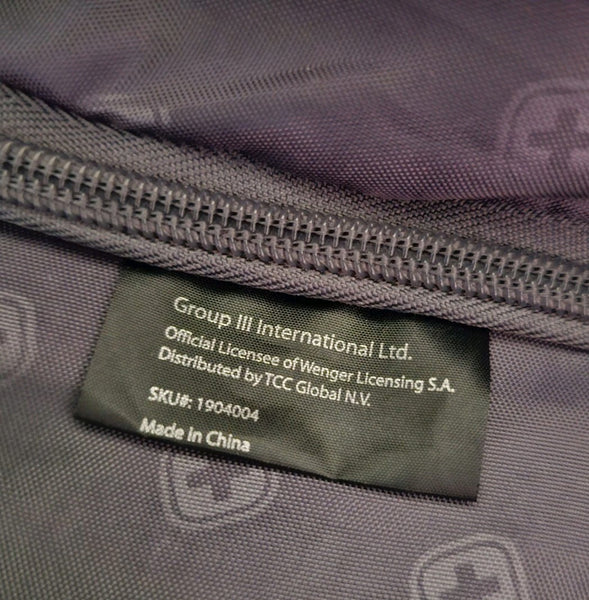 Group III International Ltd.
Official Licensee of Wenger Licensing S.A.
Distributed by TCC Global N.V.
SKU#: 1904004
Made in China